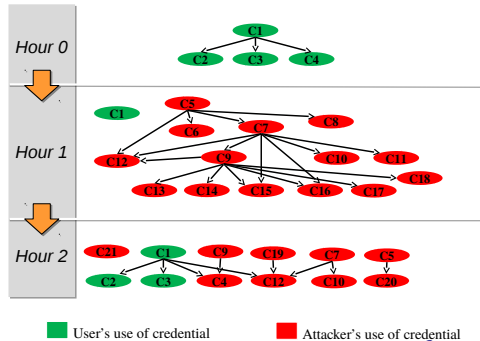 Hour 0
C1
C2 C3 C4
Hour 1
C1 C5 C8
C6 C7
C12 C9 C10 C11
C18
C13 C14 C15 C16 C17
Hour 2
C21 C1 C9 C19 C7 C5
C2 C3 C4 C12 C10 C20
User's use of credential Attacker's use of credential